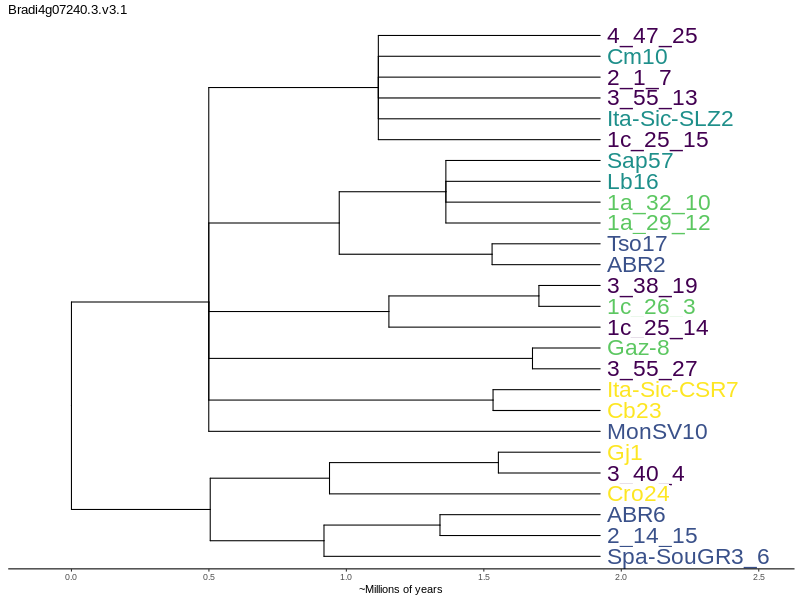 Bradi4g07240.3.v3.1
4_47_25
Cm10
2_1_7
3_55_13
Ita-Sic-SLZ2
1c_25_15
Sap57
Lb16
1a_32_10
1a_29_12
Tso17
ABR2
3_38_19
1c_26_3
1c_25_14
Gaz-8
3_55_27
Ita-Sic-CSR7
Cb23
MonSV10
Gj1
3_40_4
Cro24
ABR6
2_14_15
Spa-SouGR3_6
0.0 0.5 1.0 1.5 2.0 2.5
~Millions of years